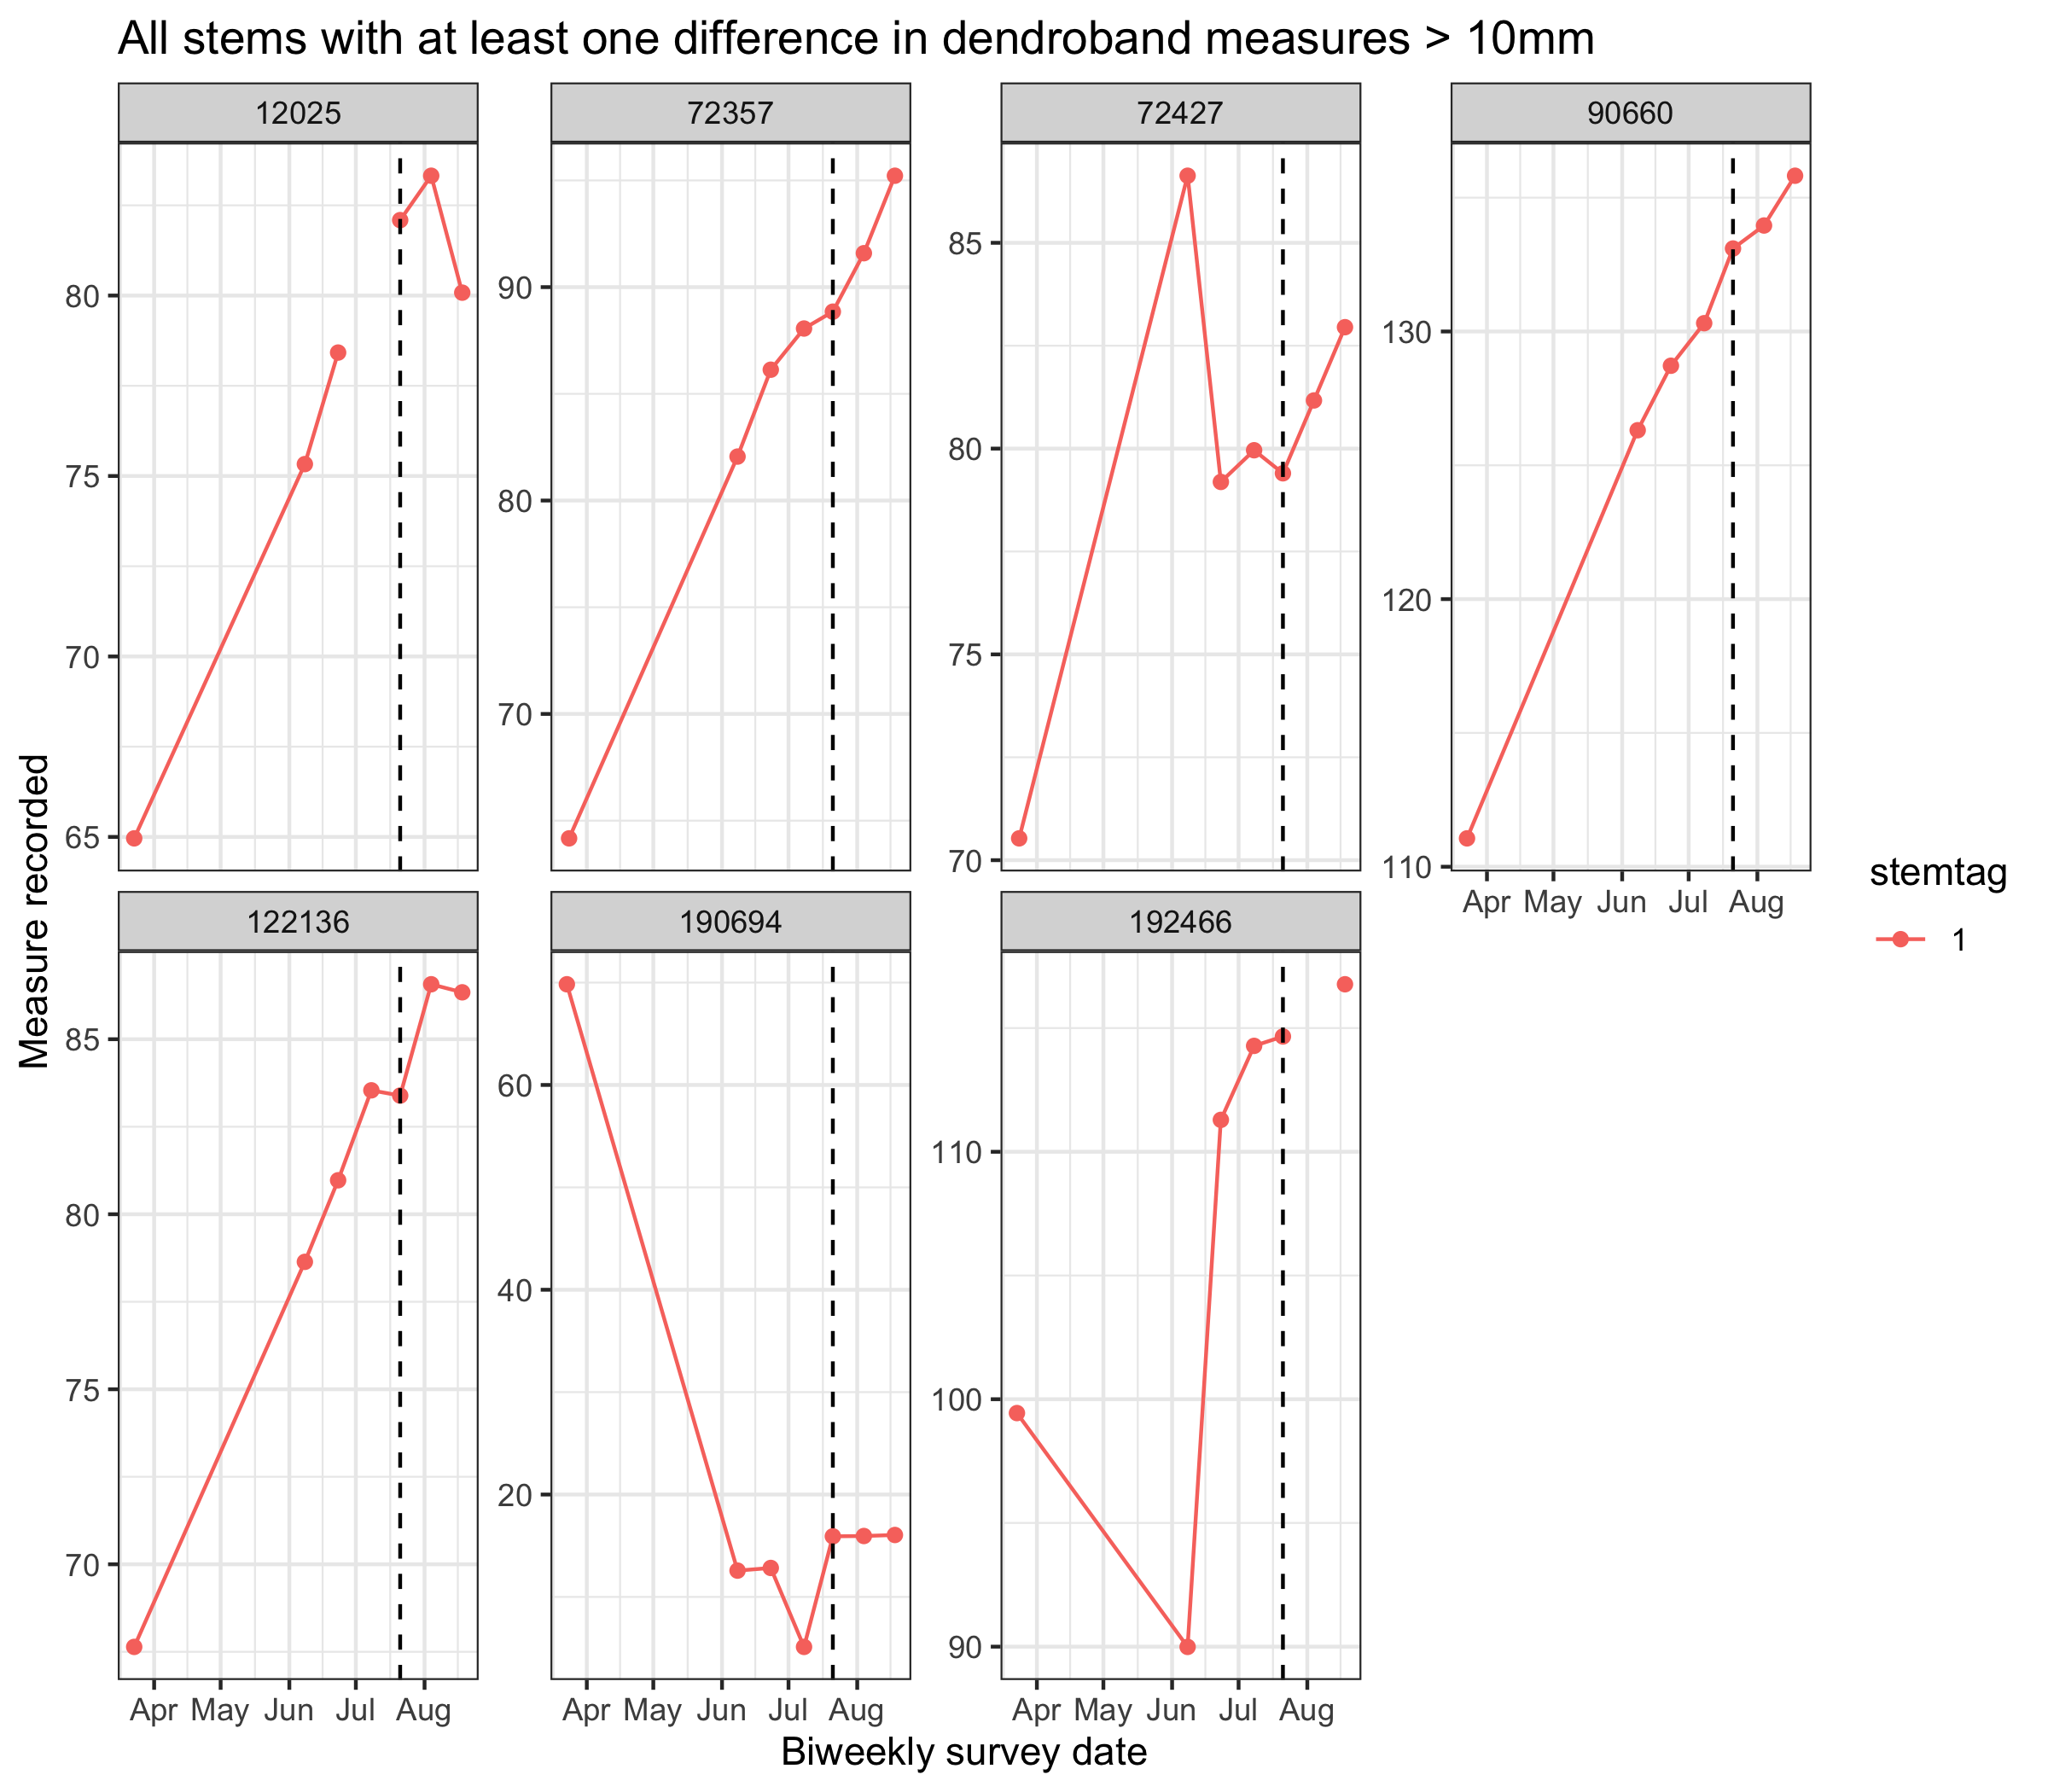 All stems with at least one difference in dendroband measures > 10mm
12025 72357 72427 90660
80
75
70
65
90
80
70
85
80
75
70
130
120
110
Apr May Jun Jul Aug
122136 190694 192466
85
80
75
70
60
40
20
110
100
90
Apr May Jun Jul Aug
Apr May Jun Jul Aug
Apr May Jun Jul Aug
Measure recorded
Biweekly survey date
stemtag
1